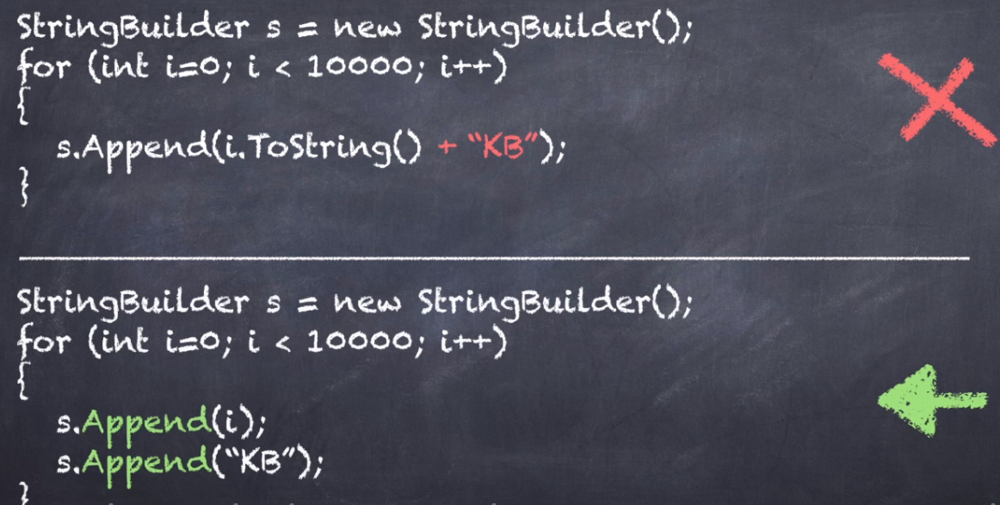 StringBuilder s = new StringBuilder();
for (int i=0; i < 10000; i++)
{
s.Append(i.ToString() + “KB”);
}
StringBuilder s = new StringBuilder();
for (int i=0; i < 10000; i++)
{
s.Append(i);
s.Append(“KB”);
}